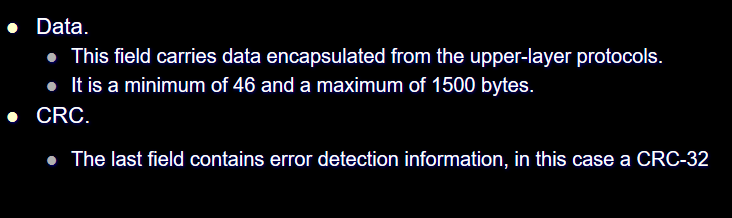 Data.
This field carries data encapsulated from the upper-layer protocols.
It is a minimum of 46 and a maximum of 1500 bytes.
CRC.
The last field contains error detection information, in this case a CRC-32